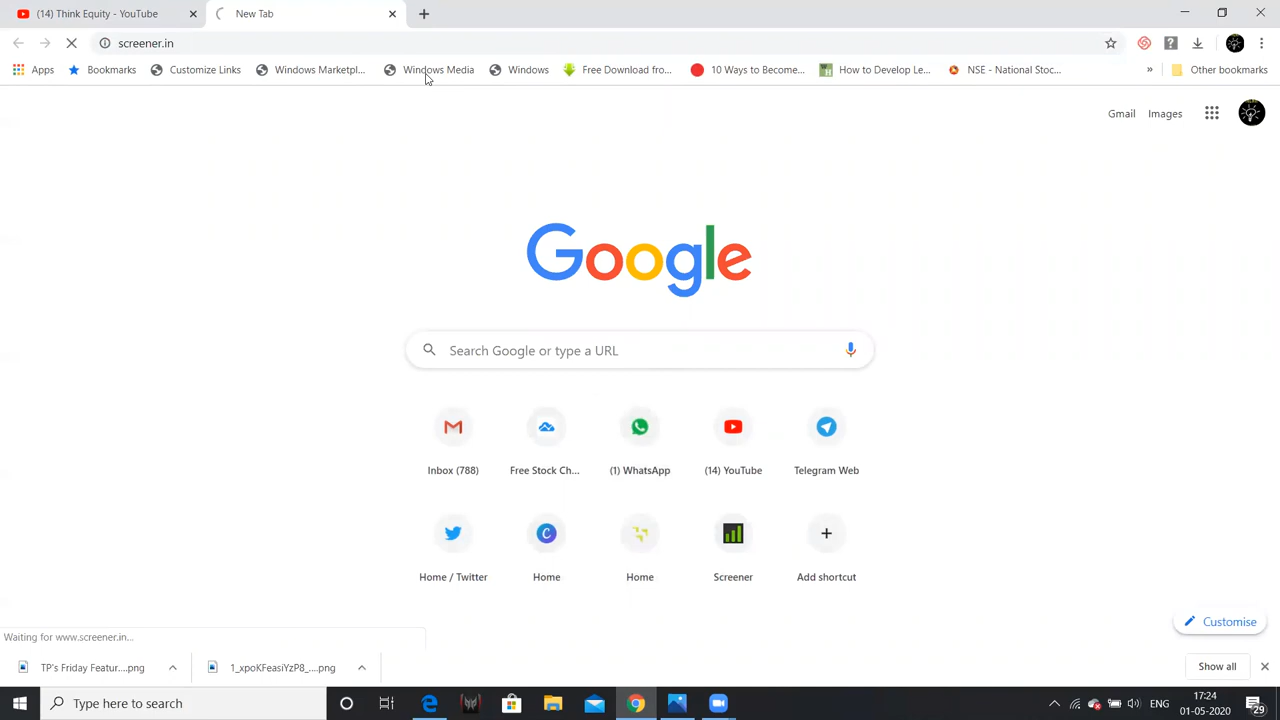 (14) Think Equity - YouTube
New Tab
screener.in
Apps
Bookmarks
Customize Links
Windows Marketpl...
Windows Media
Windows
Free Download fro...
10 Ways to Become...
How to Develop Le...
NSE - National Stoc...
»
Other bookmarks
Gmail
Images
Google
Search Google or type a URL
Inbox (788)
Free Stock Ch...
(1) WhatsApp
(14) YouTube
Telegram Web
Home / Twitter
Home
Home
Screener
Add shortcut
Customise
Waiting for www.screener.in...
TP's Friday Featur....png
1_xpoKFeasiYzP8_....png
Show all
Type here to search
ENG
17:24
01-05-2020
29